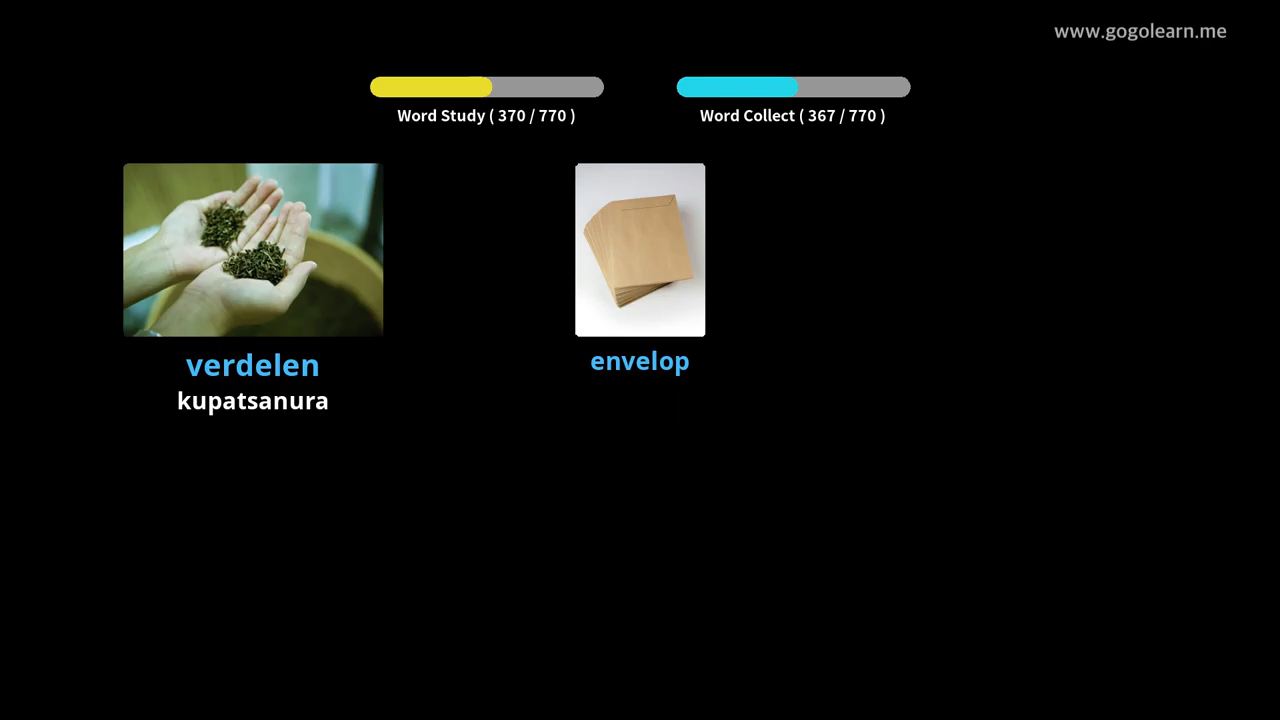 www.gogolearn.me
Word Study ( 370 / 770 )
Word Collect ( 367 / 770 )
verdelen
kupatsanura
envelop